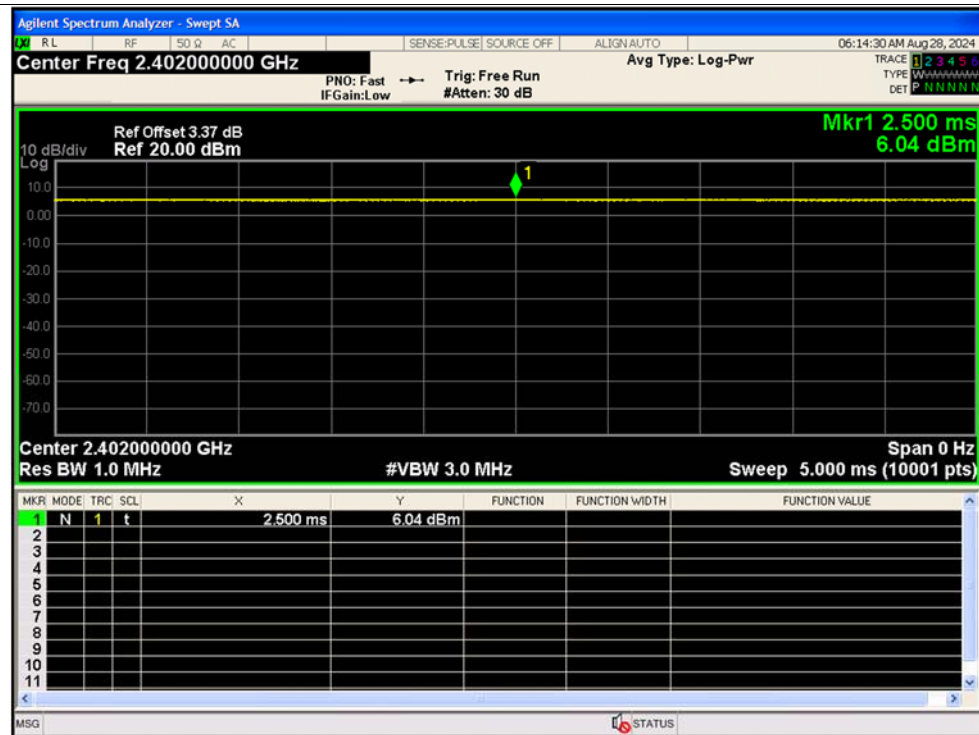 Agilent Spectrum Analyzer - Swept SA
LXI RL RF 50 Ω AC SENSE:PULSE SOURCE OFF ALIGNAUTO 06:14:30 AM Aug 28, 2024
Center Freq 2.402000000 GHz
PNO: Fast
IFGain:Low
Trig: Free Run
#Atten: 30 dB
Avg Type: Log-Pwr
TRACE 1 2 3 4 5 6
TYPE W
DET P N N N N N
Mkr1 2.500 ms
6.04 dBm
Ref Offset 3.37 dB
10 dB/div Ref 20.00 dBm
Log
1
10.0
0.00
-10.0
-20.0
-30.0
-40.0
-50.0
-60.0
-70.0
Center 2.402000000 GHz Span 0 Hz
Res BW 1.0 MHz #VBW 3.0 MHz Sweep 5.000 ms (10001 pts)
MKR MODE TRC SCL X Y FUNCTION FUNCTION WIDTH FUNCTION VALUE
1 N 1 t 2.500 ms 6.04 dBm
2
3
4
5
6
7
8
9
10
11
MSG STATUS